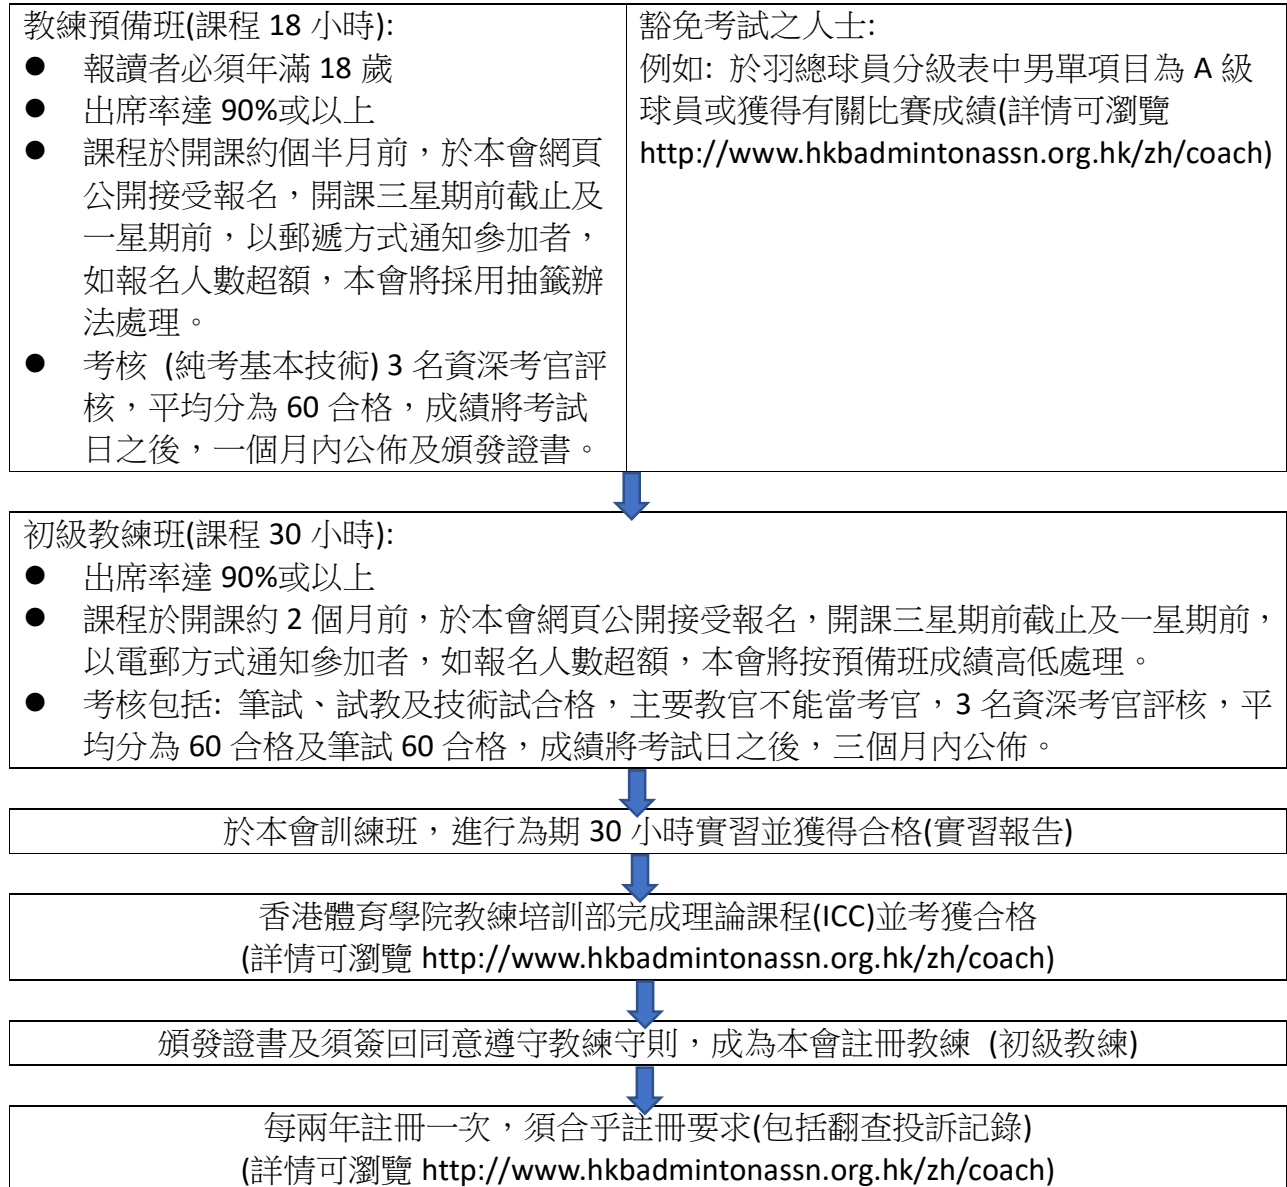 教練預備班(課程 18 小時):
● 報讀者必須年滿 18 歲
● 出席率達 90%或以上
● 課程於開課約個半月前，於本會網頁
公開接受報名，開課三星期前截止及
一星期前，以郵遞方式通知參加者，
如報名人數超額，本會將採用抽籤辦
法處理。
● 考核 (純考基本技術) 3 名資深考官評
核，平均分為 60 合格，成績將考試
日之後，一個月內公佈及頒發證書。
豁免考試之人士:
例如: 於羽總球員分級表中男單項目為 A 級
球員或獲得有關比賽成績(詳情可瀏覽
http://www.hkbadmintonassn.org.hk/zh/coach)
初級教練班(課程 30 小時):
● 出席率達 90%或以上
● 課程於開課約 2 個月前，於本會網頁公開接受報名，開課三星期前截止及一星期前，
以電郵方式通知參加者，如報名人數超額，本會將按預備班成績高低處理。
● 考核包括: 筆試、試教及技術試合格，主要教官不能當考官，3 名資深考官評核，平
均分為 60 合格及筆試 60 合格，成績將考試日之後，三個月內公佈。
於本會訓練班，進行為期 30 小時實習並獲得合格(實習報告)
香港體育學院教練培訓部完成理論課程(ICC)並考獲合格
(詳情可瀏覽 http://www.hkbadmintonassn.org.hk/zh/coach)
頒發證書及須簽回同意遵守教練守則，成為本會註冊教練 (初級教練)
每兩年註冊一次，須合乎註冊要求(包括翻查投訴記錄)
(詳情可瀏覽 http://www.hkbadmintonassn.org.hk/zh/coach)